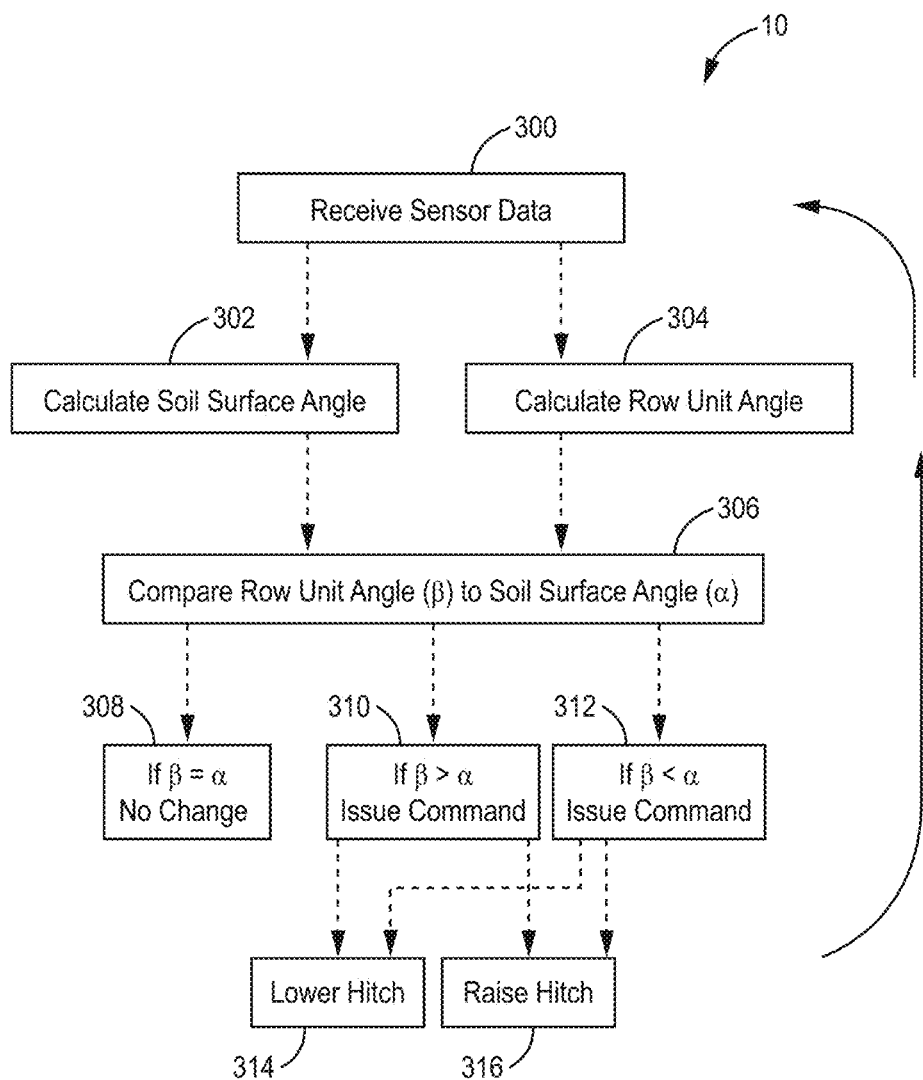 10
300
Receive Sensor Data
302
304
Calculate Soil Surface Angle
Calculate Row Unit Angle
306
Compare Row Unit Angle (β) to Soil Surface Angle (α)
308
310
312
If β = α
No Change
If β > α
Issue Command
If β < α
Issue Command
Lower Hitch
Raise Hitch
314
316